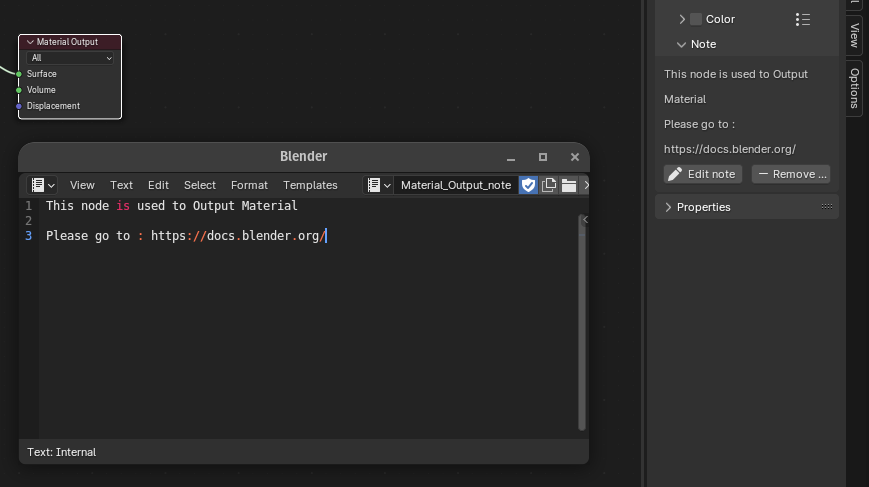 Material Output
All
Surface
Volume
Displacement
Color
Note
This node is used to Output
Material
Please go to :
https://docs.blender.org/
Edit note
Remove ...
Properties
View
Options
Blender
View Text Edit Select Format Templates Material_Output_note
1 This node is used to Output Material
2
3 Please go to : https://docs.blender.org/
Text: Internal